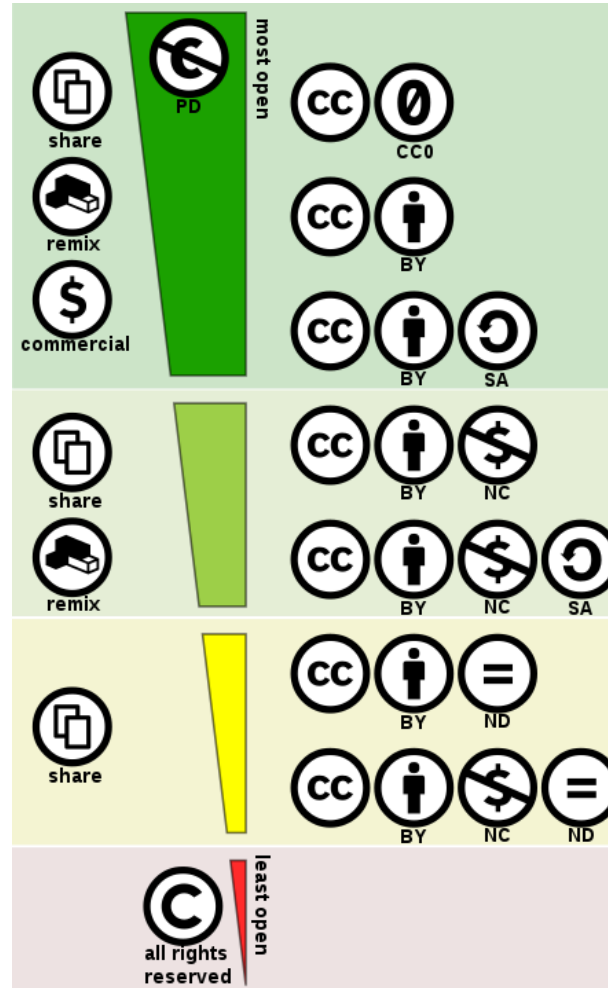 PD
most open
share
remix
commercial
cc 0
CC0
cc
BY
cc
BY SA
share
remix
cc $
BY NC
cc $
BY NC SA
share
cc =
BY ND
cc $ =
BY NC ND
C
least open
all rights
reserved